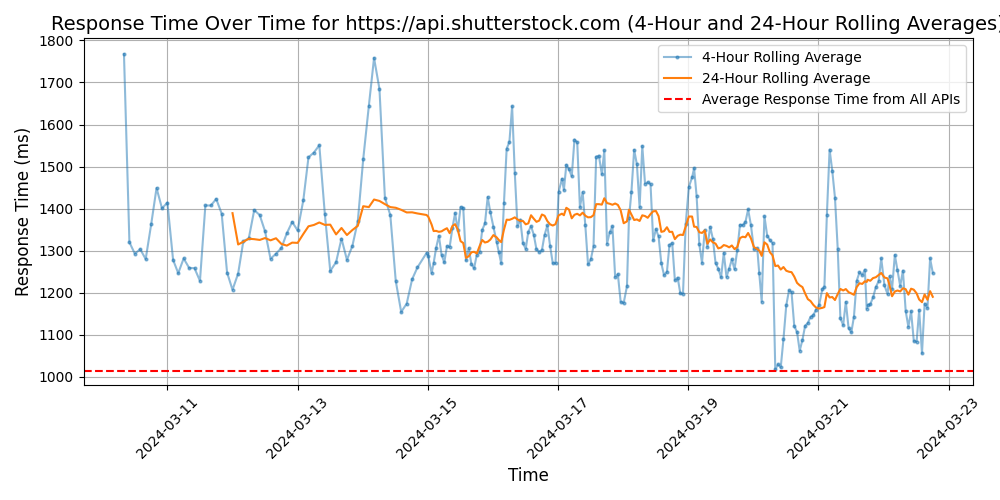 Response Time Over Time for https://api.shutterstock.com (4-Hour and 24-Hour Rolling Averages)
4-Hour Rolling Average
24-Hour Rolling Average
Average Response Time from All APIs
Response Time (ms)
1800
1700
1600
1500
1400
1300
1200
1100
1000
2024-03-11
2024-03-13
2024-03-15
2024-03-17
2024-03-19
2024-03-21
2024-03-23
Time